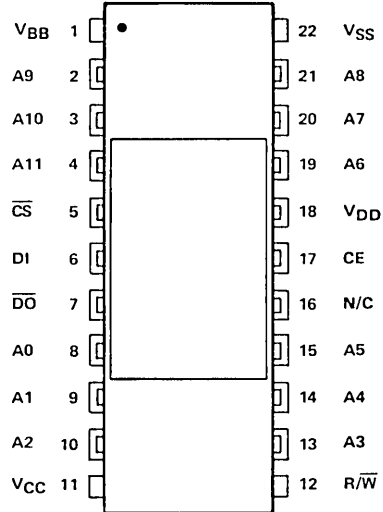 VBB 1 22 VSS
A9 2 21 A8
A10 3 20 A7
A11 4 19 A6
C̅S̅ 5 18 VDD
DI 6 17 CE
D̅O̅ 7 16 N/C
A0 8 15 A5
A1 9 14 A4
A2 10 13 A3
VCC 11 12 R/W̅